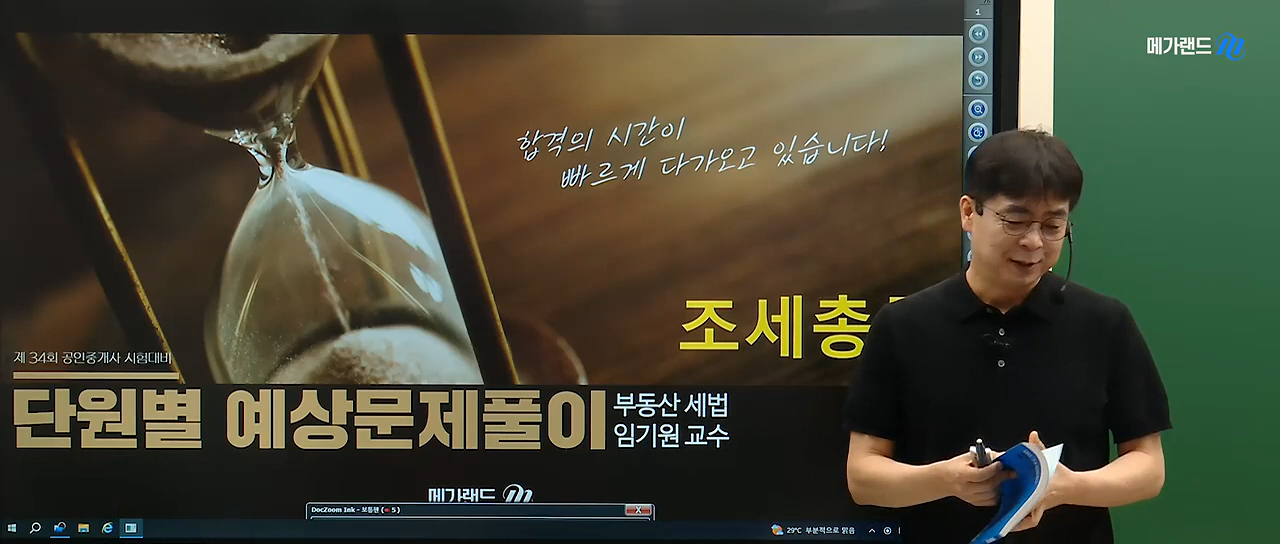 메가랜드
합격의 시간이
빠르게 다가오고 있습니다!
조세총
제 34회 공인중개사 시험대비
단원별 예상문제풀이
부동산 세법
임기원 교수
메가랜드
DocZoom Ink - 보통펜 ( 5)
29℃ 부분적으로 맑음
1